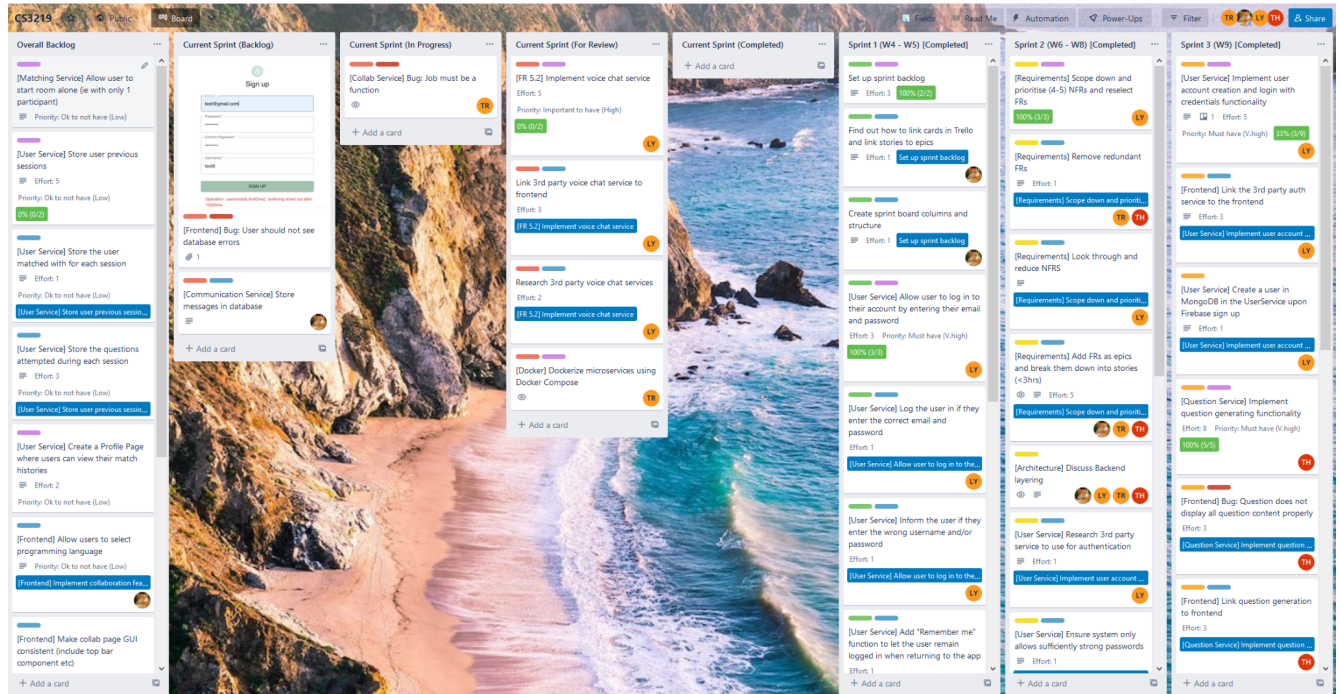 CS3219
Public
Board
Fields
Read Me
Automation
Power-Ups
Filter
TR
LY
TH
Share
Overall Backlog
[Matching Service] Allow user to
start room alone (ie with only 1
participant)
Priority: Ok to not have (Low)
[User Service] Store user previous
sessions
Effort: 5
Priority: Ok to not have (Low)
0% (0/2)
[User Service] Store the user
matched with for each session
Effort: 1
Priority: Ok to not have (Low)
[User Service] Store user previous sessio...
[User Service] Store the questions
attempted during each session
Effort: 3
Priority: Ok to not have (Low)
[User Service] Store user previous sessio...
[User Service] Create a Profile Page
where users can view their match
histories
Effort: 2
Priority: Ok to not have (Low)
[Frontend] Allow users to select
programming language
Priority: Ok to not have (Low)
[Frontend] Implement collaboration fea...
[Frontend] Make collab page GUI
consistent (include top bar
component etc)
+ Add a card
Current Sprint (Backlog)
Sign up
test@gmail.com
Password*
Confirm Password*
Username*
test6
SIGN UP
Operation `usermodels.findOne()` buffering timed out after
10000ms
[Frontend] Bug: User should not see
database errors
1
[Communication Service] Store
messages in database
+ Add a card
Current Sprint (In Progress)
[Collab Service] Bug: Job must be a
function
TR
+ Add a card
Current Sprint (For Review)
[FR 5.2] Implement voice chat service
Effort: 5
Priority: Important to have (High)
0% (0/2)
LY
Link 3rd party voice chat service to
frontend
Effort: 3
[FR 5.2] Implement voice chat service
LY
Research 3rd party voice chat services
Effort: 2
[FR 5.2] Implement voice chat service
LY
[Docker] Dockerize microservices using
Docker Compose
TR
+ Add a card
Current Sprint (Completed)
+ Add a card
Sprint 1 (W4 - W5) [Completed]
Set up sprint backlog
Effort: 3 100% (2/2)
Find out how to link cards in Trello
and link stories to epics
Effort: 1 Set up sprint backlog
Create sprint board columns and
structure
Effort: 1 Set up sprint backlog
[User Service] Allow user to log in to
their account by entering their email
and password
Effort: 3 Priority: Must have (V.high)
100% (3/3)
LY
[User Service] Log the user in if they
enter the correct email and
password
Effort: 1
[User Service] Allow user to log in to the...
LY
[User Service] Inform the user if they
enter the wrong username and/or
password
Effort: 1
[User Service] Allow user to log in to the...
LY
[User Service] Add "Remember me"
function to let the user remain
logged in when returning to the app
Effort: 1
+ Add a card
Sprint 2 (W6 - W8) [Completed]
[Requirements] Scope down and
prioritise (4-5) NFRs and reselect
FRs
100% (3/3)
LY
[Requirements] Remove redundant
FRs
Effort: 1
[Requirements] Scope down and prioriti...
TR TH
[Requirements] Look through and
reduce NFRS
[Requirements] Scope down and prioriti...
LY
[Requirements] Add FRs as epics
and break them down into stories
(<3hrs)
Effort: 5
[Requirements] Scope down and prioriti...
TR TH
[Architecture] Discuss Backend
layering
LY TR TH
[User Service] Research 3rd party
service to use for authentication
Effort: 1
[User Service] Implement user account ...
LY
[User Service] Ensure system only
allows sufficiently strong passwords
Effort: 1
+ Add a card
Sprint 3 (W9) [Completed]
[User Service] Implement user
account creation and login with
credentials functionality
1 Effort: 5
Priority: Must have (V.high) 33% (3/9)
LY
[Frontend] Link the 3rd party auth
service to the frontend
Effort: 3
[User Service] Implement user account ...
LY
[User Service] Create a user in
MongoDB in the UserService upon
Firebase sign up
Effort: 1
[User Service] Implement user account ...
LY
[Question Service] Implement
question generating functionality
Effort: 8 Priority: Must have (V.high)
100% (5/5)
TH
[Frontend] Bug: Question does not
display all question content properly
Effort: 3
[Question Service] Implement question ...
TH
[Frontend] Link question generation
to frontend
Effort: 3
[Question Service] Implement question ...
TH
+ Add a card